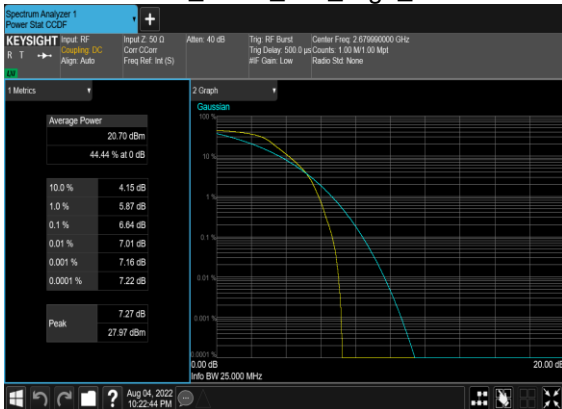 Spectrum Analyzer 1
Power Stat CCDF
+
KEYSIGHT
R T
LM
Input: RF
Coupling: DC
Align: Auto
Input Z: 50 Ω
Corr CCorr
Freq Ref: Int (S)
Atten: 40 dB
Trig: RF Burst
Trig Delay: 500.0 µs
#IF Gain: Low
Center Freq: 2.679990000 GHz
Counts: 1.00 M/1.00 Mpt
Radio Std: None
1 Metrics
Average Power
20.70 dBm
44.44 % at 0 dB
10.0 % 4.15 dB
1.0 % 5.87 dB
0.1 % 6.64 dB
0.01 % 7.01 dB
0.001 % 7.16 dB
0.0001 % 7.22 dB
Peak
7.27 dB
27.97 dBm
2 Graph
Gaussian
100 %
10 %
1 %
0.1 %
0.01 %
0.001 %
0.0001 %
0.00 dB 20.00 dB
Info BW 25.000 MHz
?
Aug 04, 2022
10:22:44 PM